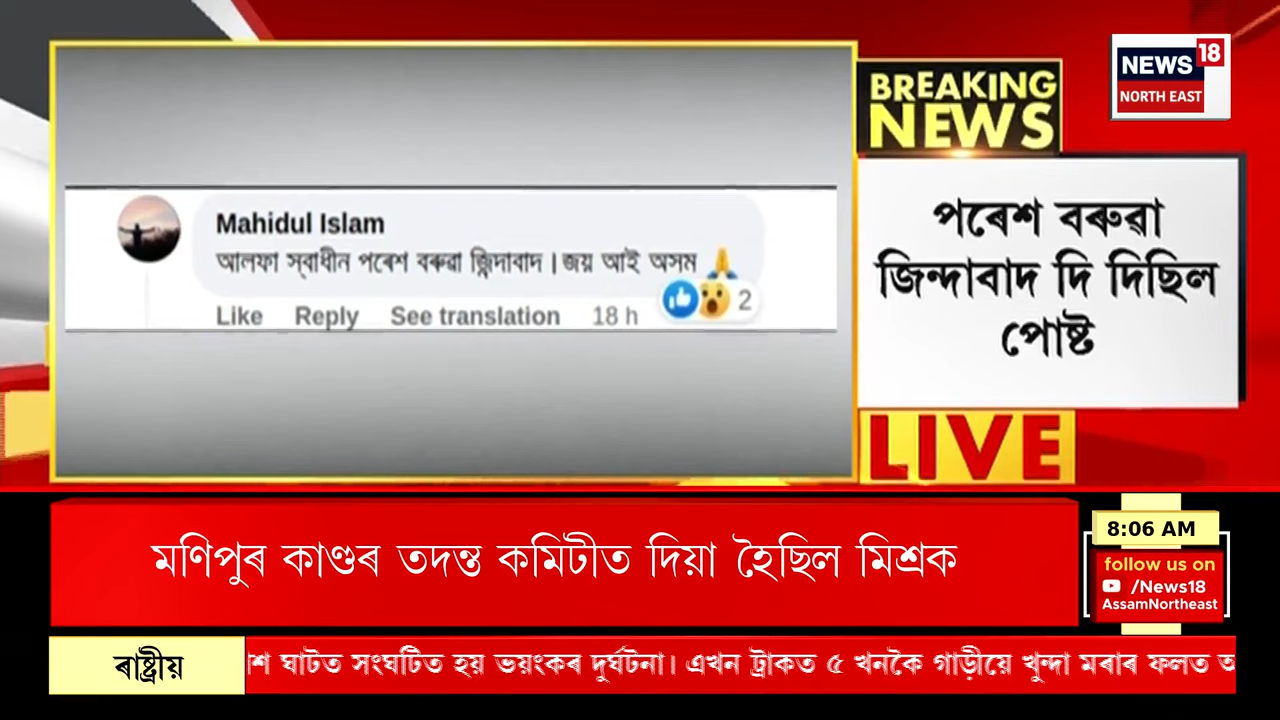 NEWS 18
NORTH EAST
BREAKING
NEWS
Mahidul Islam
আলফা স্বাধীন পৰেশ বৰুৱা জ়িন্দাবাদ । জয় আই অসম 🙏
Like Reply See translation 18 h 2
পৰেশ বৰুৱা
জিন্দাবাদ দি দিছিল
পোষ্ট
LIVE
মণিপুৰ কাণ্ডৰ তদন্ত কমিটীত দিয়া হৈছিল মিশ্ৰক
8:06 AM
follow us on
/News18
AssamNortheast
ৰাষ্ট্ৰীয়
ঘাটত সংঘটিত হয় ভয়ংকৰ দুৰ্ঘটনা। এখন ট্ৰাকত ৫ খনকৈ গাড়ীয়ে খুন্দা মৰাৰ ফলত